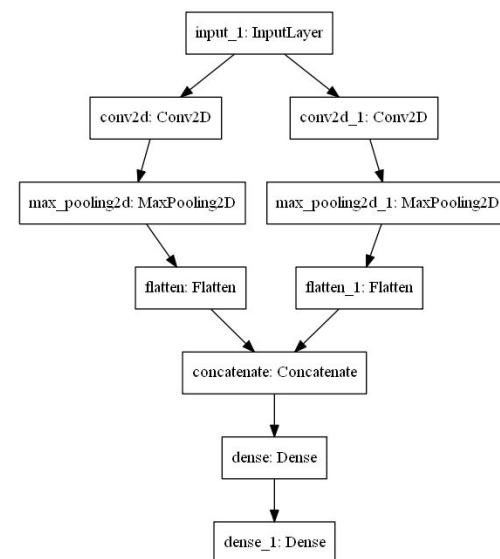 input_1: InputLayer
conv2d: Conv2D
conv2d_1: Conv2D
max_pooling2d: MaxPooling2D
max_pooling2d_1: MaxPooling2D
flatten: Flatten
flatten_1: Flatten
concatenate: Concatenate
dense: Dense
dense_1: Dense